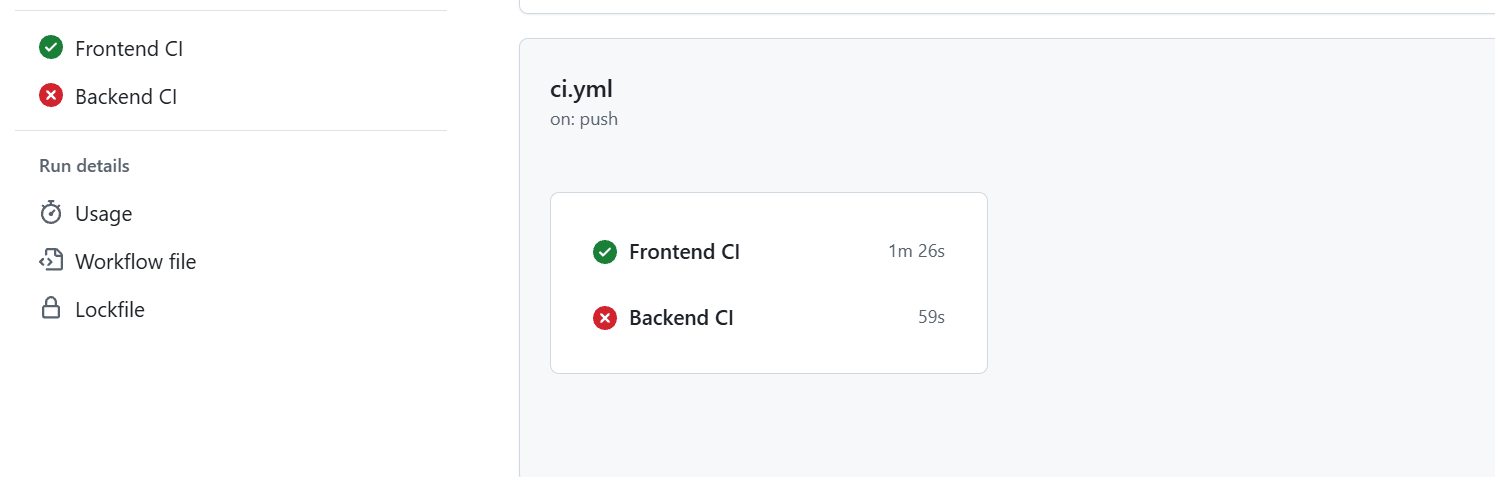 Frontend CI
Backend CI
Run details
Usage
Workflow file
Lockfile
ci.yml
on: push
Frontend CI 1m 26s
Backend CI 59s